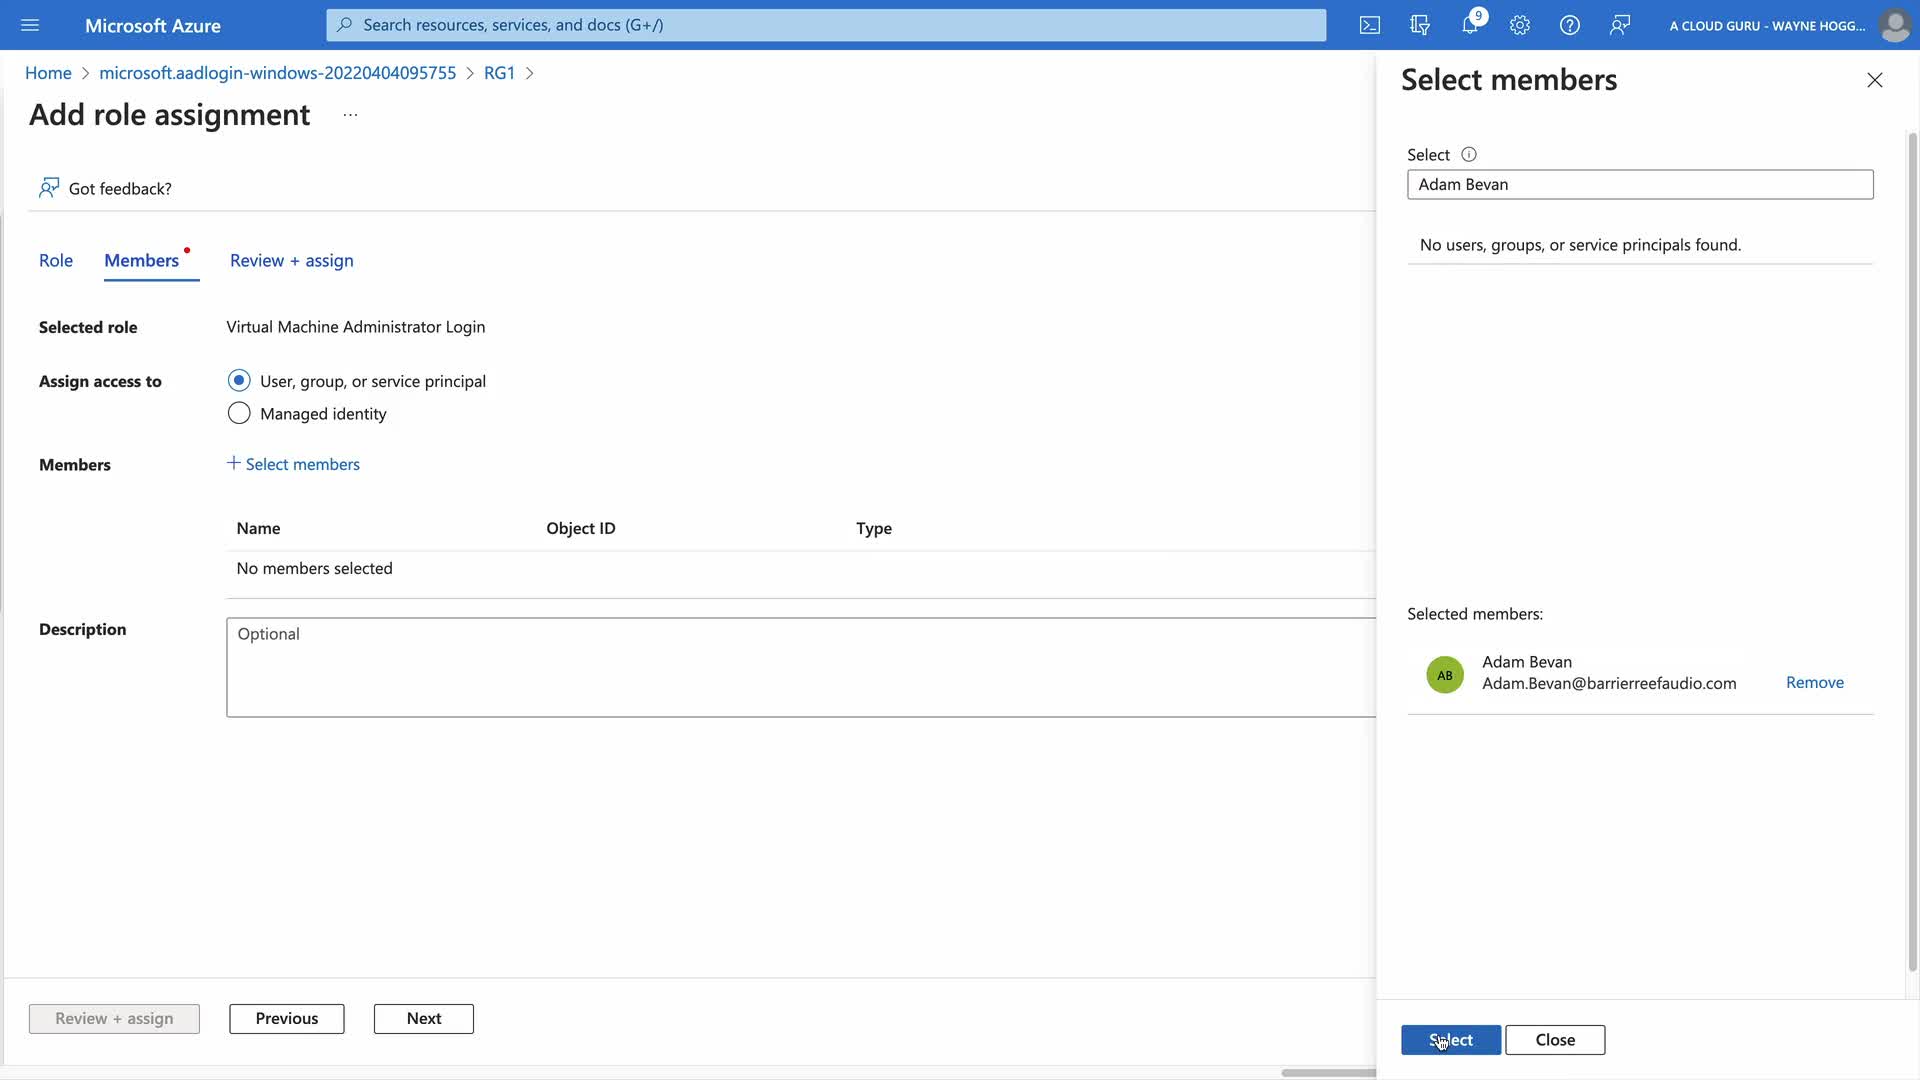 Microsoft Azure
Search resources, services, and docs (G+/)
9
A CLOUD GURU - WAYNE HOGG...
Home > microsoft.aadlogin-windows-20220404095755 > RG1 >
Add role assignment ...
Got feedback?
Role
Members
Review + assign
Selected role
Virtual Machine Administrator Login
Assign access to
User, group, or service principal
Managed identity
Members
+ Select members
Name
Object ID
Type
No members selected
Description
Optional
Review + assign
Previous
Next
Select members
Select
Adam Bevan
No users, groups, or service principals found.
Selected members:
AB
Adam Bevan
Adam.Bevan@barrierreefaudio.com
Remove
Select
Close